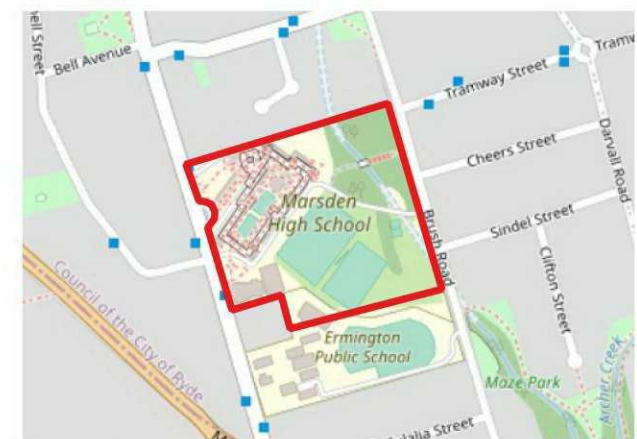 Bell Avenue
Tramway Street
Cheers Street
Darvall Road
Marsden
High School
Sindel Street
Brush Road
Clifton Street
Council of the City of
Ryde
Ermington
Public School
Maze Park
Archer Creek
Street